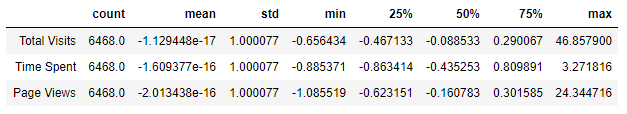 count mean std min 25% 50% 75% max
Total Visits 6468.0 -1.129448e-17 1.000077 -0.656434 -0.467133 -0.088533 0.290067 46.857900
Time Spent 6468.0 -1.609377e-16 1.000077 -0.885371 -0.863414 -0.435253 0.809891 3.271816
Page Views 6468.0 -2.013438e-16 1.000077 -1.085519 -0.623151 -0.160783 0.301585 24.344716